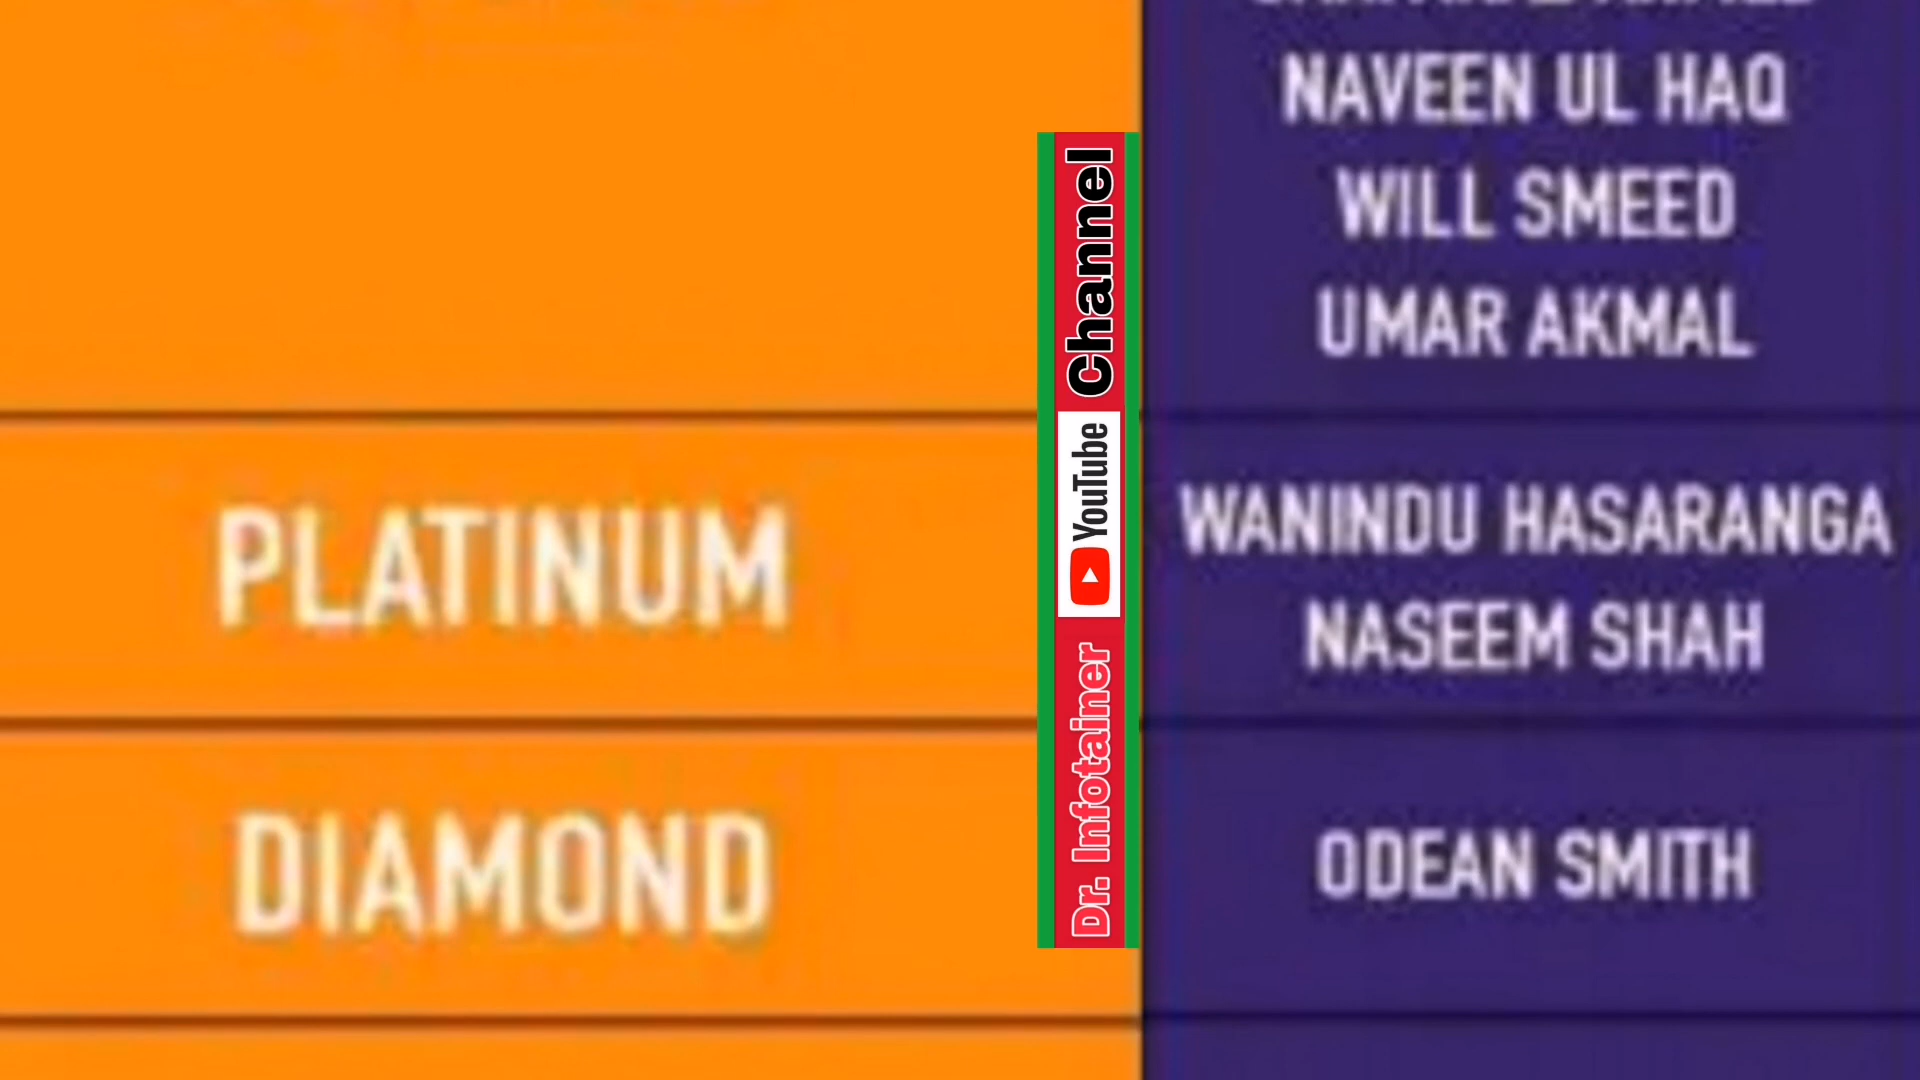 NAVEEN UL HAQ
WILL SMEED
UMAR AKMAL
PLATINUM
WANINDU HASARANGA
NASEEM SHAH
DIAMOND
ODEAN SMITH
Dr. Infotainer YouTube Channel